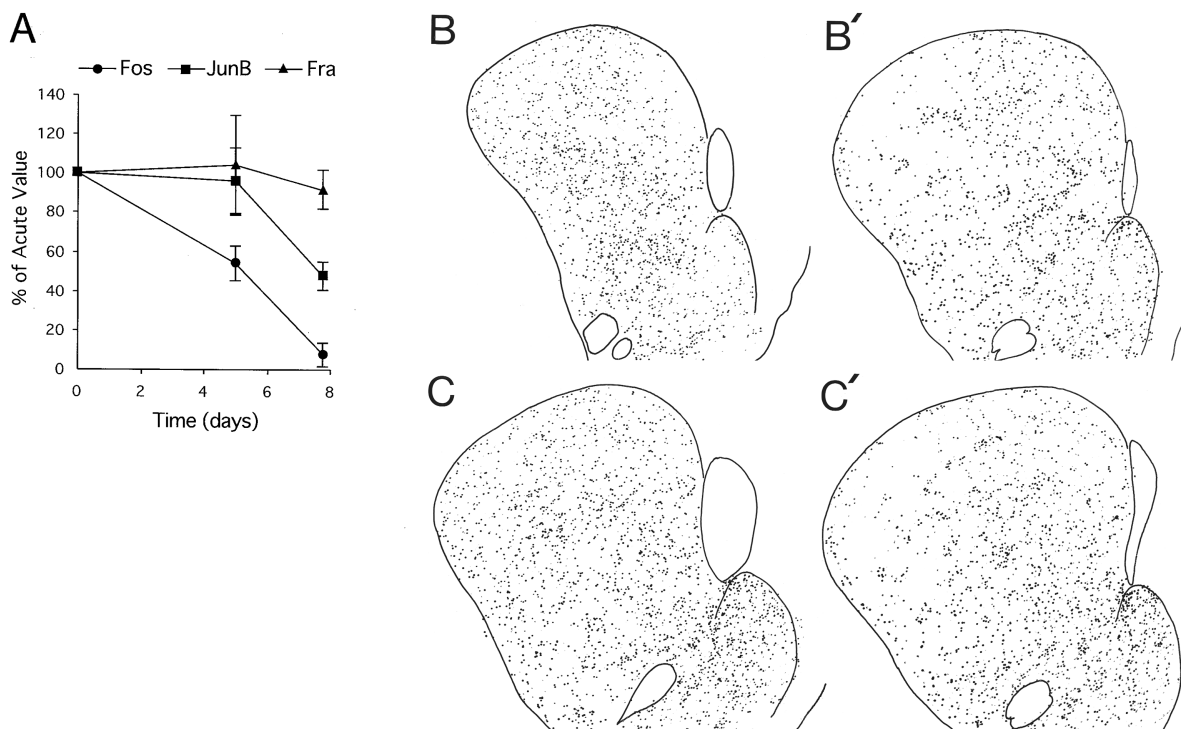 A
Fos JunB Fra
140
120
100
80
60
40
20
0
% of Acute Value
0 2 4 6 8
Time (days)
B
B′
C
C′